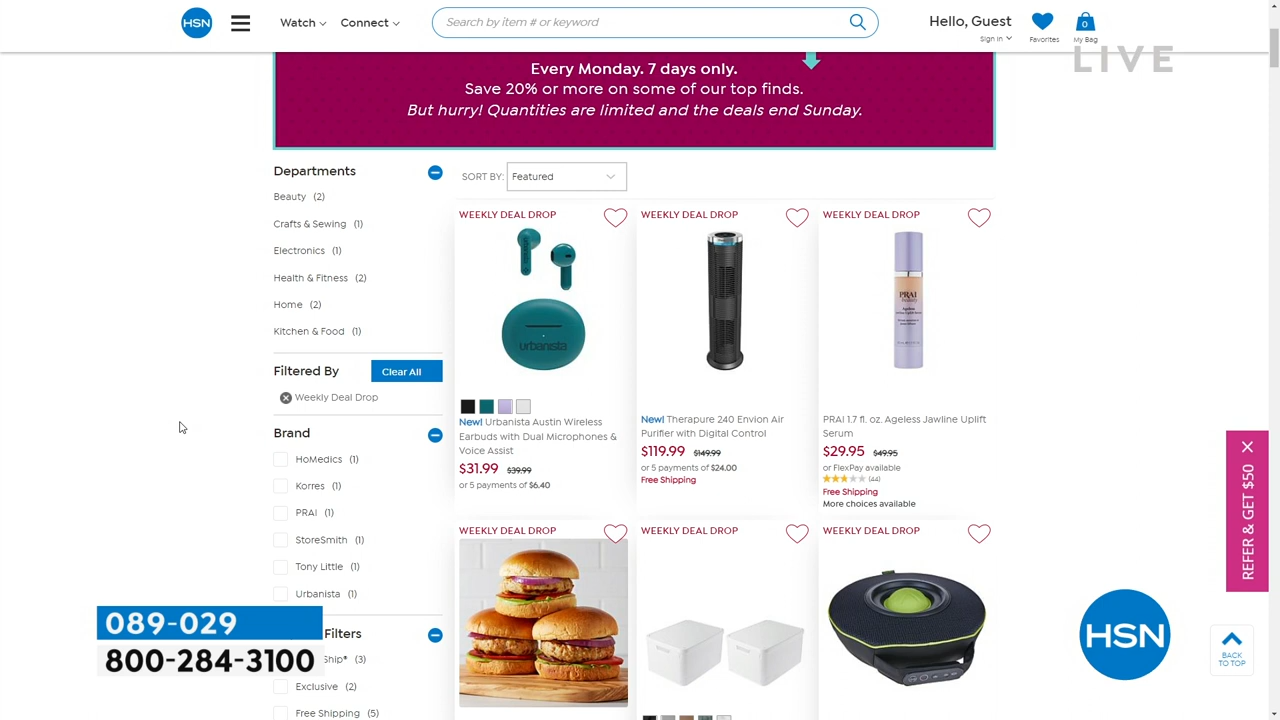 HSN
Watch
Connect
Search by item # or keyword
Hello, Guest
Sign In
Favorites
0
My Bag
LIVE
Every Monday. 7 days only.
Save 20% or more on some of our top finds.
But hurry! Quantities are limited and the deals end Sunday.
Departments
Beauty (2)
Crafts & Sewing (1)
Electronics (1)
Health & Fitness (2)
Home (2)
Kitchen & Food (1)
Filtered By
Clear All
Weekly Deal Drop
Brand
HoMedics (1)
Korres (1)
PRAI (1)
StoreSmith (1)
Tony Little (1)
Urbanista (1)
Filters
Ship® (3)
Exclusive (2)
Free Shipping (5)
089-029
800-284-3100
SORT BY: Featured
WEEKLY DEAL DROP
urbanista
New! Urbanista Austin Wireless
Earbuds with Dual Microphones &
Voice Assist
$31.99 $39.99
or 5 payments of $6.40
WEEKLY DEAL DROP
New! Therapure 240 Envion Air
Purifier with Digital Control
$119.99 $149.99
or 5 payments of $24.00
Free Shipping
WEEKLY DEAL DROP
PRAI
PRAI 1.7 fl. oz. Ageless Jawline Uplift
Serum
$29.95 $49.95
or FlexPay available
(44)
Free Shipping
More choices available
WEEKLY DEAL DROP
WEEKLY DEAL DROP
WEEKLY DEAL DROP
REFER & GET $50
HSN
BACK
TO TOP